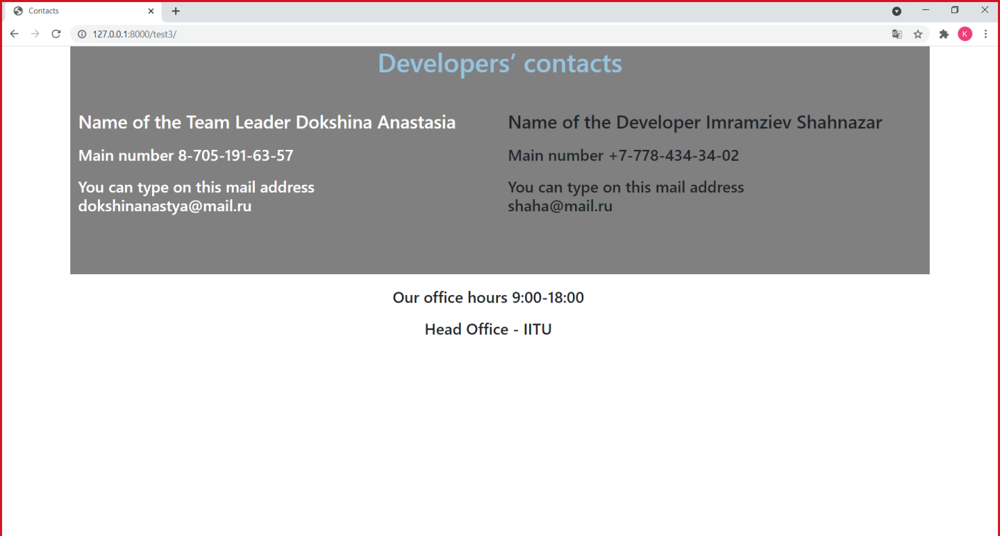 Contacts
127.0.0.1:8000/test3/
K
Developers’ contacts
Name of the Team Leader Dokshina Anastasia
Main number 8-705-191-63-57
You can type on this mail address
dokshinanastya@mail.ru
Name of the Developer Imramziev Shahnazar
Main number +7-778-434-34-02
You can type on this mail address
shaha@mail.ru
Our office hours 9:00-18:00
Head Office - IITU